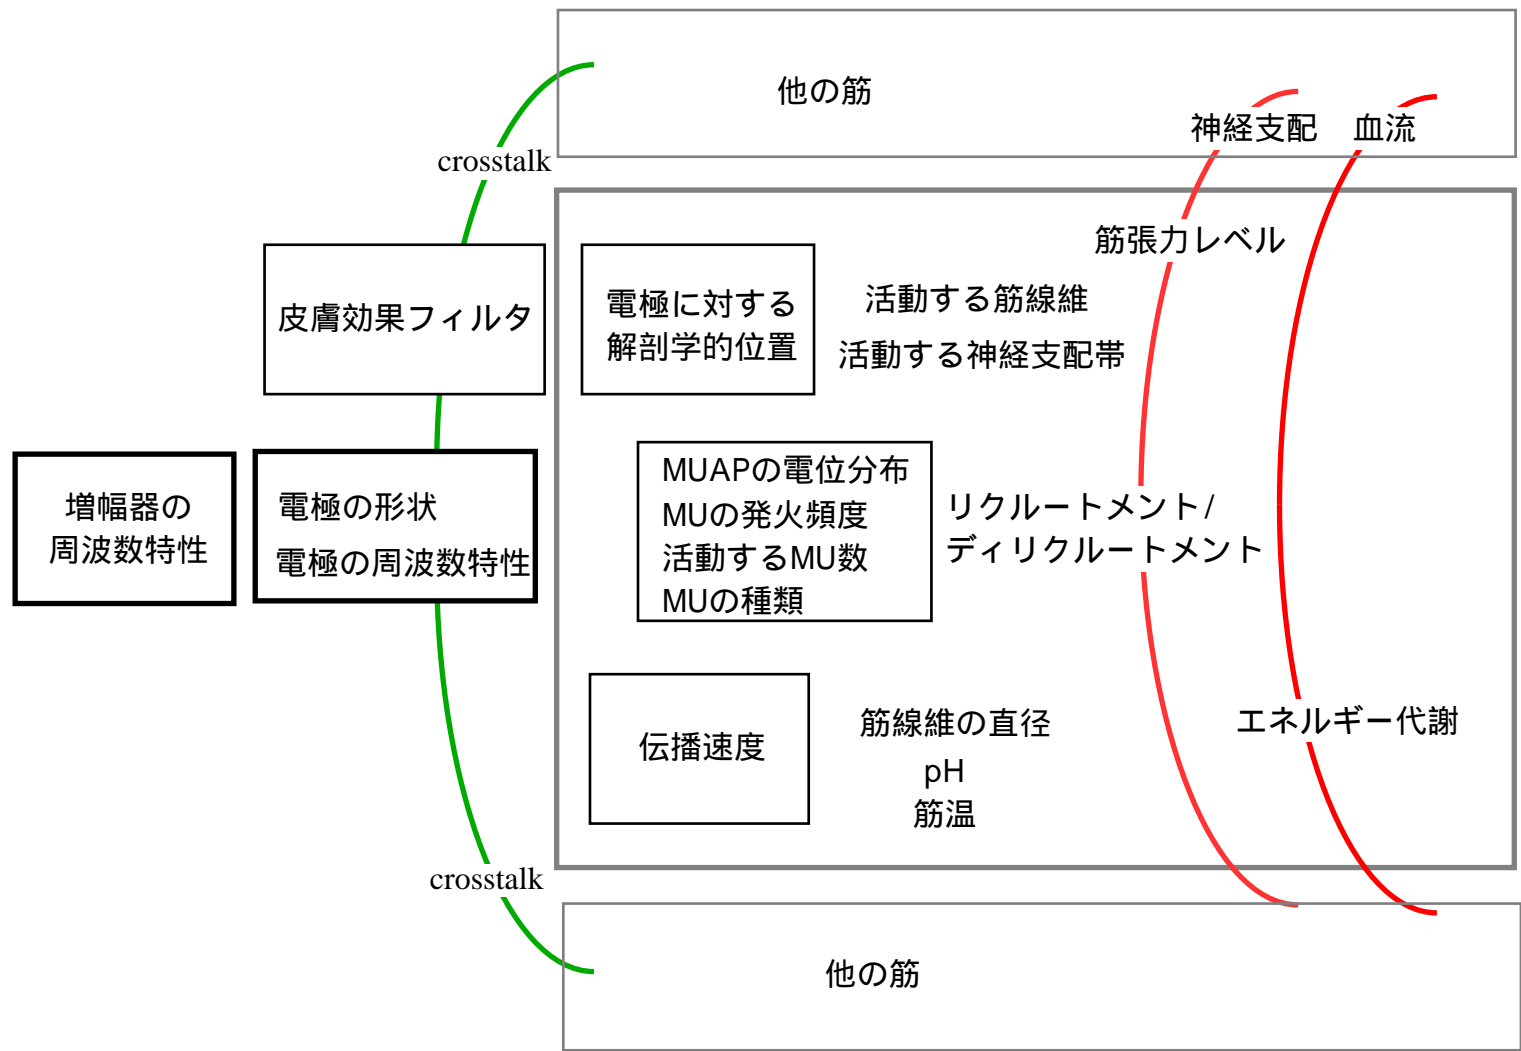 他の筋
神経支配
血流
crosstalk
筋張力レベル
皮膚効果フィルタ
電極に対する
解剖学的位置
活動する筋線維
活動する神経支配帯
増幅器の
周波数特性
電極の形状
電極の周波数特性
MUAPの電位分布
MUの発火頻度
活動するMU数
MUの種類
リクルートメント/
ディリクルートメント
伝播速度
筋線維の直径
pH
筋温
エネルギー代謝
crosstalk
他の筋